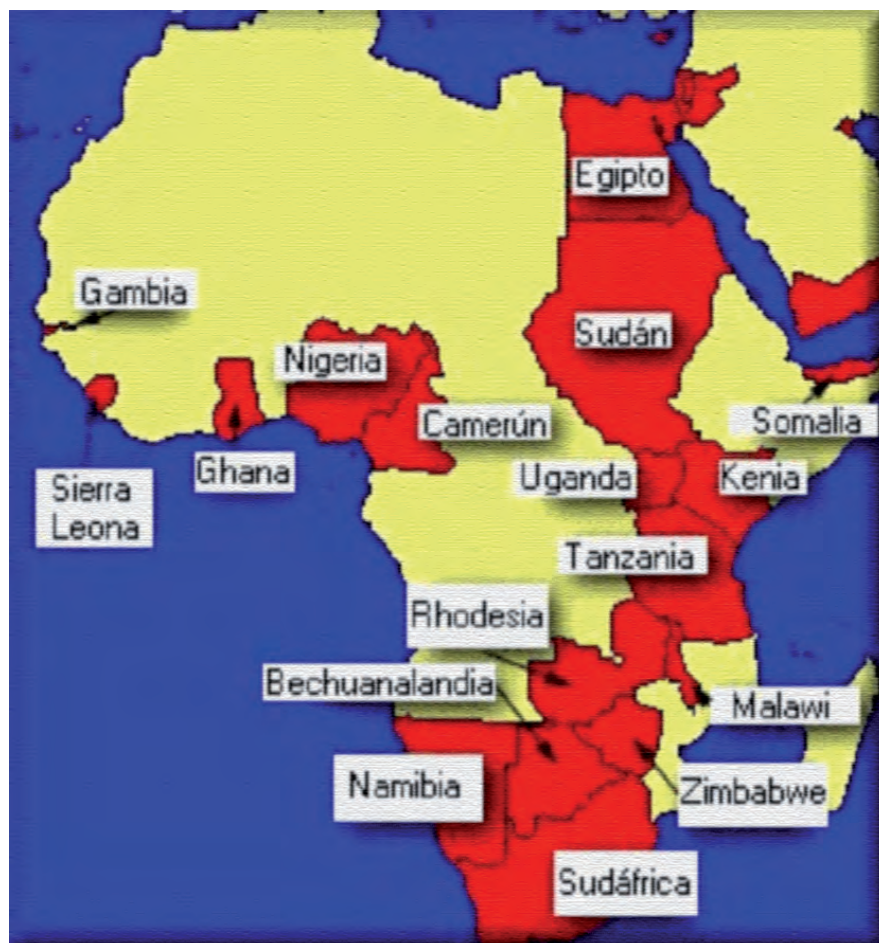 Egipto
Gambia
Sudán
Nigeria
Somalia
Camerún
Ghana
Uganda
Kenia
Sierra
Leona
Tanzania
Rhodesia
Bechuanalandia
Malawi
Namibia
Zimbabwe
Sudáfrica